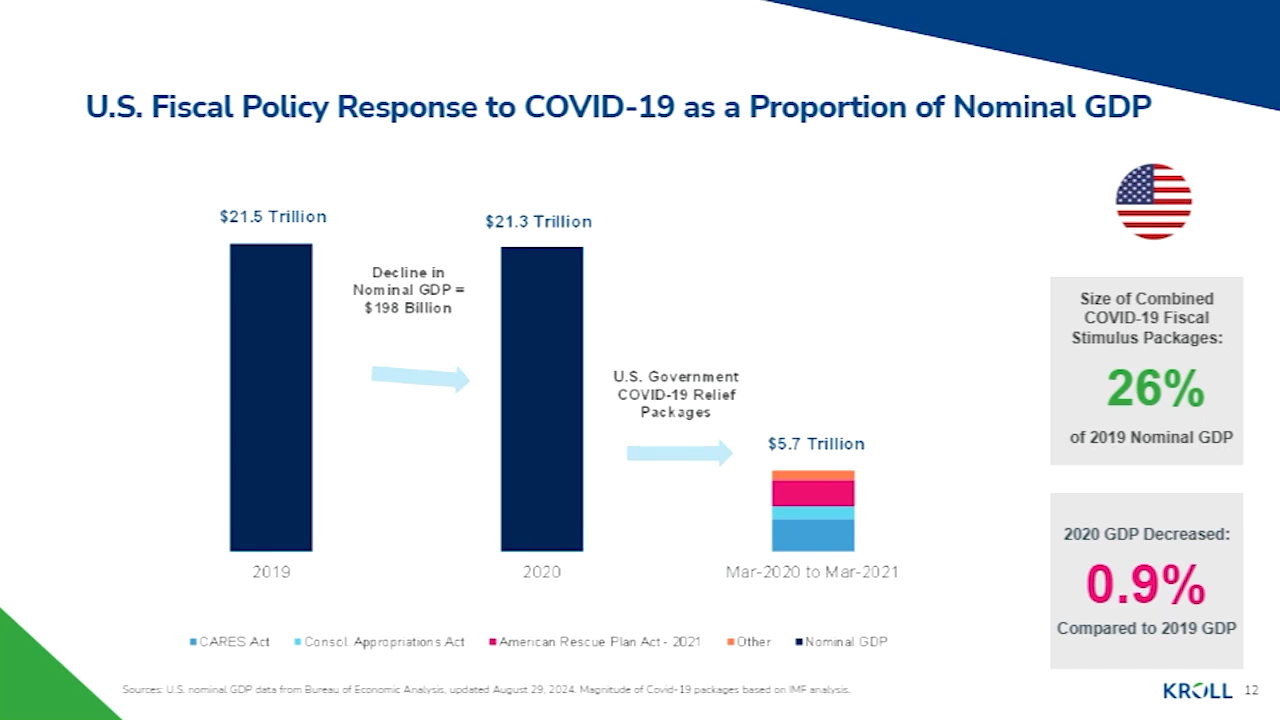 U.S. Fiscal Policy Response to COVID-19 as a Proportion of Nominal GDP
$21.5 Trillion
$21.3 Trillion
Decline in
Nominal GDP =
$198 Billion
U.S. Government
COVID-19 Relief
Packages
$5.7 Trillion
2019
2020
Mar-2020 to Mar-2021
CARES Act
Consol. Appropriations Act
American Rescue Plan Act - 2021
Other
Nominal GDP
Size of Combined
COVID-19 Fiscal
Stimulus Packages:
26%
of 2019 Nominal GDP
2020 GDP Decreased:
0.9%
Compared to 2019 GDP
Sources: U.S. nominal GDP data from Bureau of Economic Analysis, updated August 29, 2024. Magnitude of Covid-19 packages based on IMF analysis.
KROLL
12